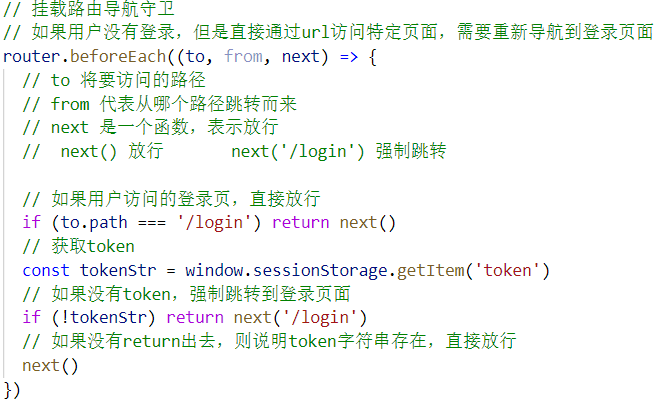 // 挂载路由导航守卫
// 如果用户没有登录，但是直接通过url访问特定页面，需要重新导航到登录页面
router.beforeEach((to, from, next) => {
  // to 将要访问的路径
  // from 代表从哪个路径跳转而来
  // next 是一个函数，表示放行
  //  next() 放行       next('/login') 强制跳转
  // 如果用户访问的登录页，直接放行
  if (to.path === '/login') return next()
  // 获取token
  const tokenStr = window.sessionStorage.getItem('token')
  // 如果没有token，强制跳转到登录页面
  if (!tokenStr) return next('/login')
  // 如果没有return出去，则说明token字符串存在，直接放行
  next()
})